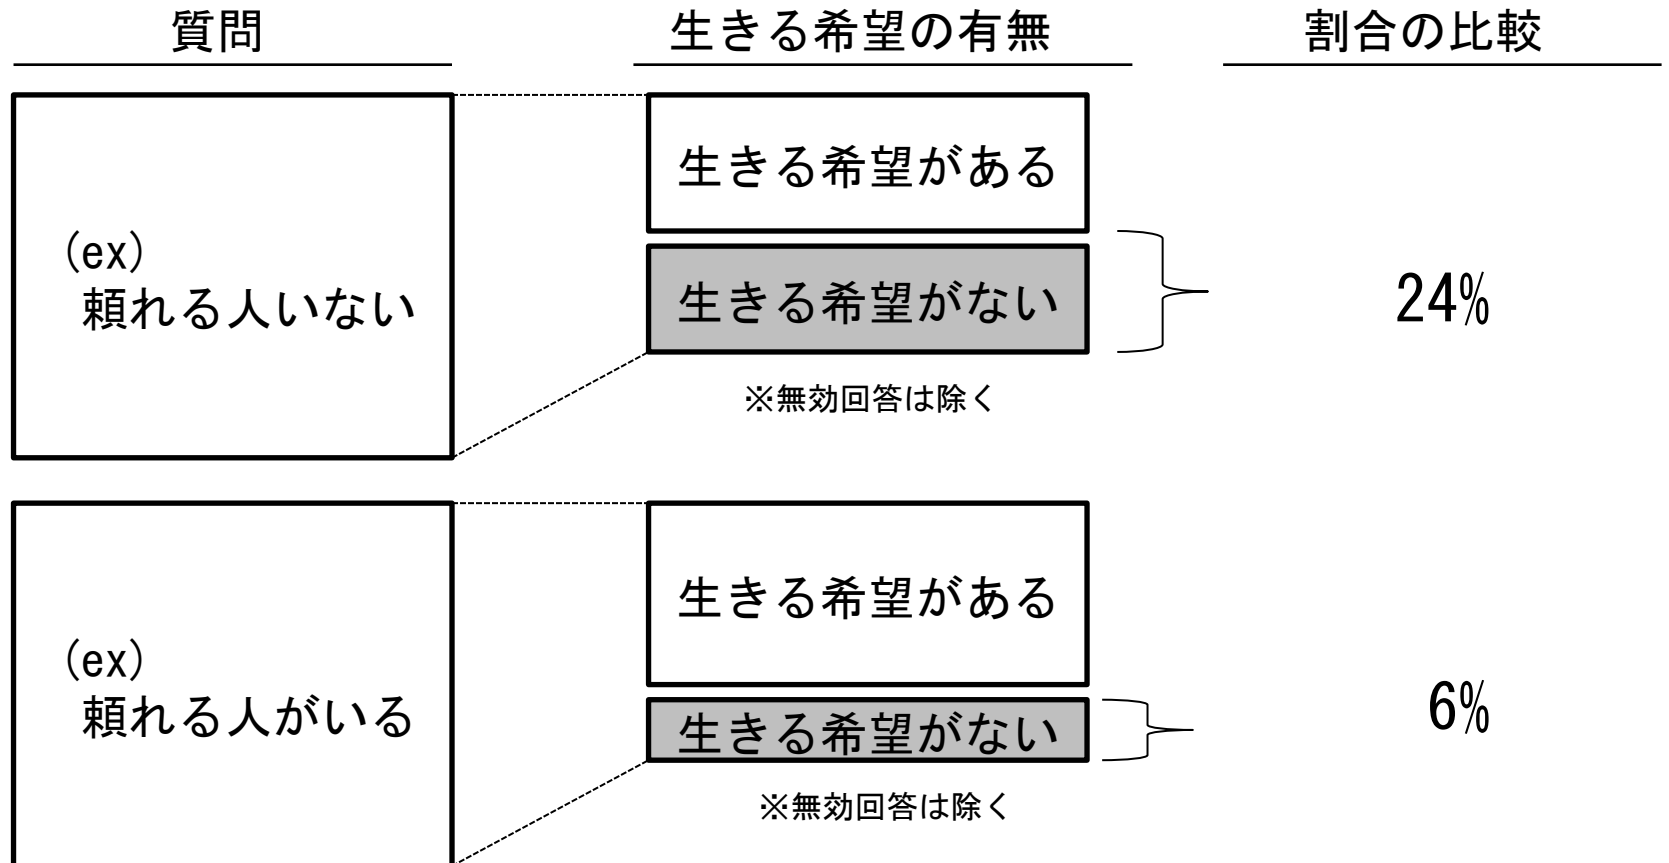 質問
生きる希望の有無
割合の比較
(ex)
頼れる人いない
生きる希望がある
生きる希望がない
※無効回答は除く
24%
(ex)
頼れる人がいる
生きる希望がある
生きる希望がない
※無効回答は除く
6%